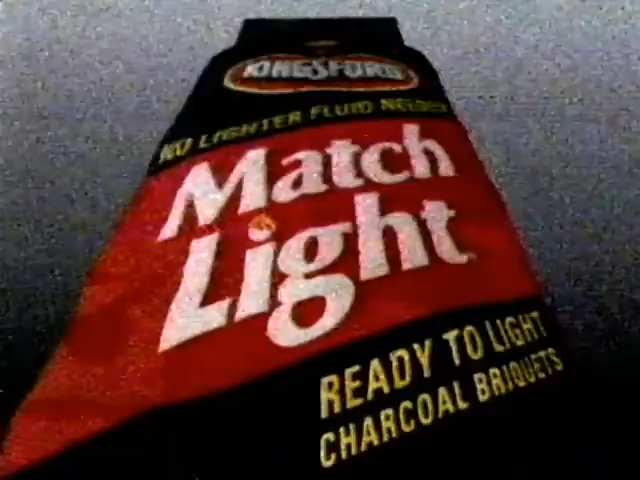 KINGSFORD
NO LIGHTER FLUID NEEDED
Match
Light
READY TO LIGHT
CHARCOAL BRIQUETS